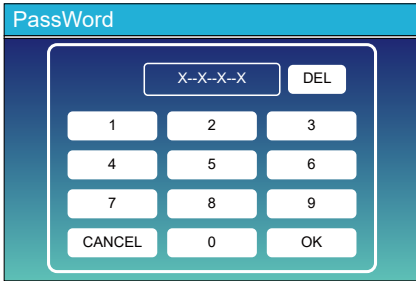 PassWord
X--X--X--X DEL
1 2 3
4 5 6
7 8 9
CANCEL 0 OK